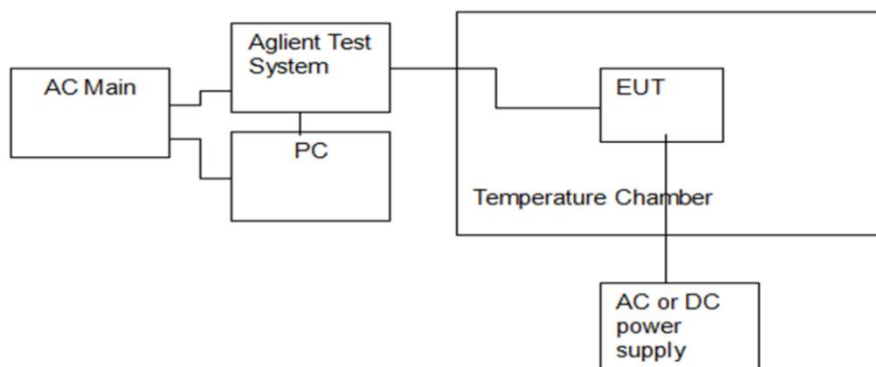 Aglient Test
System
AC Main
EUT
PC
Temperature Chamber
AC or DC
power
supply